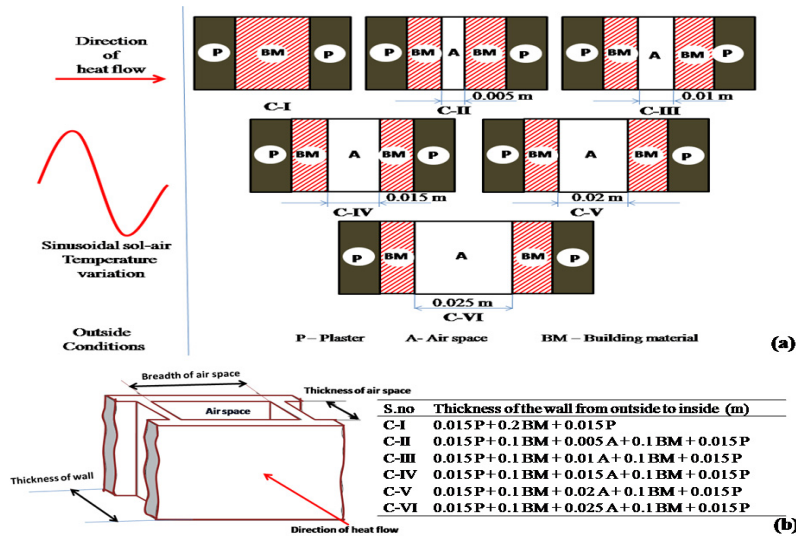 Direction
of
heat flow
P BM P
C-I
P BM A BM P
0.005 m
C-II
P BM A BM P
0.01 m
C-III
P BM A BM P
0.015 m
C-IV
P BM A BM P
0.02 m
C-V
P BM A BM P
0.025 m
C-VI
Sinusoidal sol-air
Temperature
variation
Outside
Conditions
P – Plaster A- Air space BM – Building material
(a)
Breadth of air space
Thickness of air space
Air space
Thickness of wall
Direction of heat flow
S.no Thickness of the wall from outside to inside (m)
C-I 0.015 P + 0.2 BM + 0.015 P
C-II 0.015 P + 0.1 BM + 0.005 A + 0.1 BM + 0.015 P
C-III 0.015 P + 0.1 BM + 0.01 A + 0.1 BM + 0.015 P
C-IV 0.015 P + 0.1 BM + 0.015 A + 0.1 BM + 0.015 P
C-V 0.015 P + 0.1 BM + 0.02 A + 0.1 BM + 0.015 P
C-VI 0.015 P + 0.1 BM + 0.025 A + 0.1 BM + 0.015 P
(b)